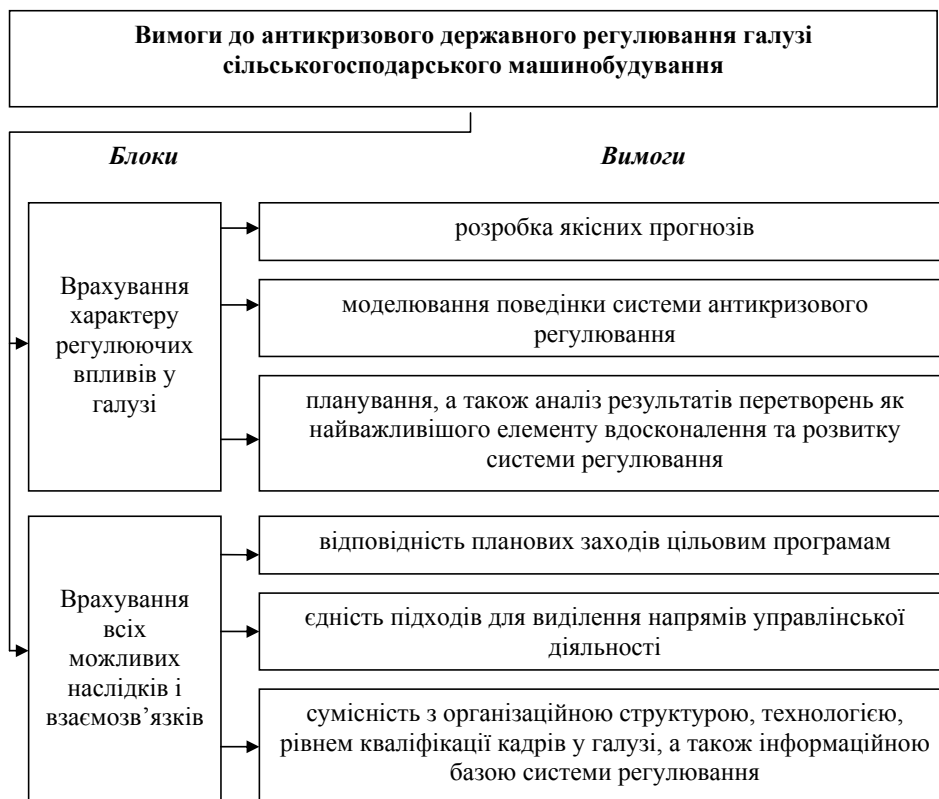 Вимоги до антикризового державного регулювання галузі
сільськогосподарського машинобудування
Блоки
Вимоги
Врахування
характеру
регулюючих
впливів у
галузі
розробка якісних прогнозів
моделювання поведінки системи антикризового
регулювання
планування, а також аналіз результатів перетворень як
найважливішого елементу вдосконалення та розвитку
системи регулювання
Врахування
всіх
можливих
наслідків і
взаємозв’язків
відповідність планових заходів цільовим програмам
єдність підходів для виділення напрямів управлінської
діяльності
сумісність з організаційною структурою, технологією,
рівнем кваліфікації кадрів у галузі, а також інформаційною
базою системи регулювання